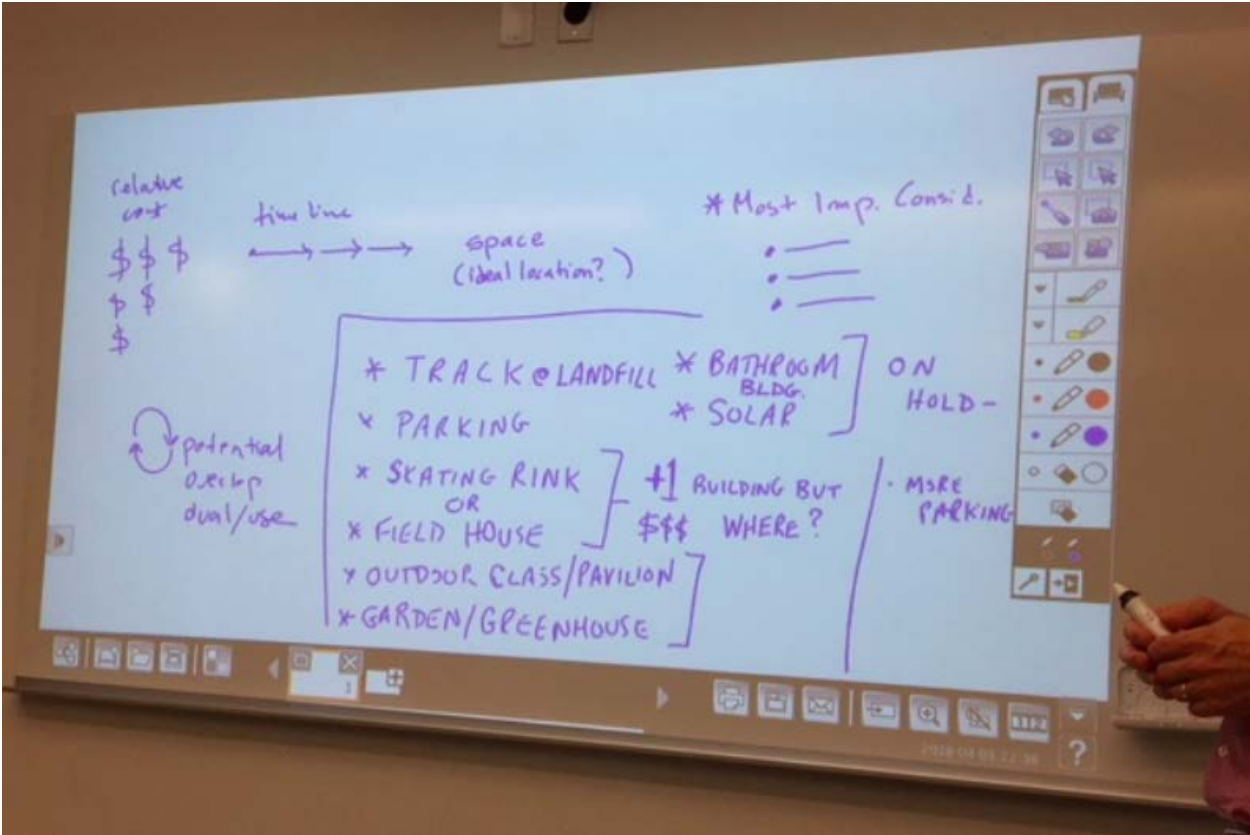 relative
cost
$ $ $
$ $
$
time line
space
(ideal location?)
* Most Imp. Consid.
potential
overlap
dual/use
* TRACK @ LANDFILL
* PARKING
* SKATING RINK
OR
* FIELD HOUSE
* OUTDOOR CLASS/PAVILION
* GARDEN/GREENHOUSE
* BATHROOM
BLDG.
* SOLAR
ON
HOLD -
+1 BUILDING BUT
$$$ WHERE?
· MORE
PARKING
1
?